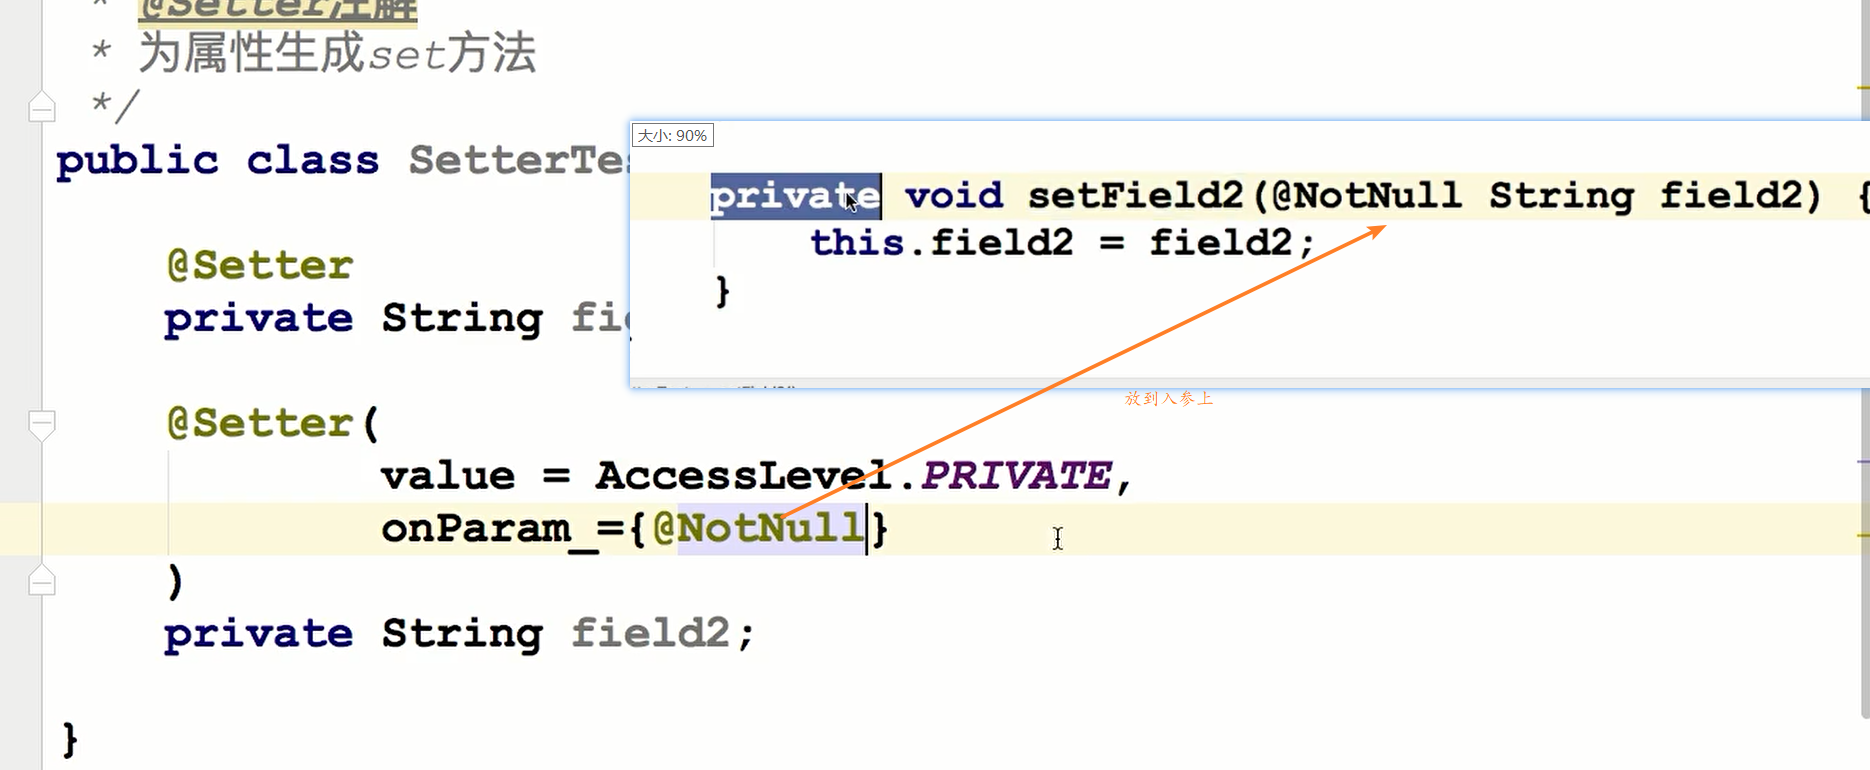 * @Setter注解
* 为属性生成set方法
*/
public class SetterTes
@Setter
private String fie
@Setter(
value = AccessLevel.PRIVATE,
onParam_={@NotNull}
)
private String field2;
}
大小: 90%
private void setField2(@NotNull String field2) {
this.field2 = field2;
}
放到入参上